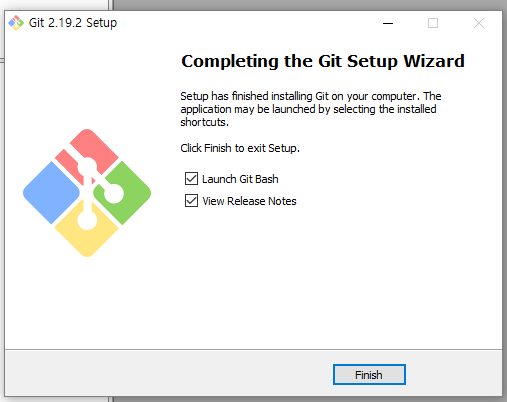 Git 2.19.2 Setup
Completing the Git Setup Wizard
Setup has finished installing Git on your computer. The
application may be launched by selecting the installed
shortcuts.
Click Finish to exit Setup.
Launch Git Bash
View Release Notes
Finish